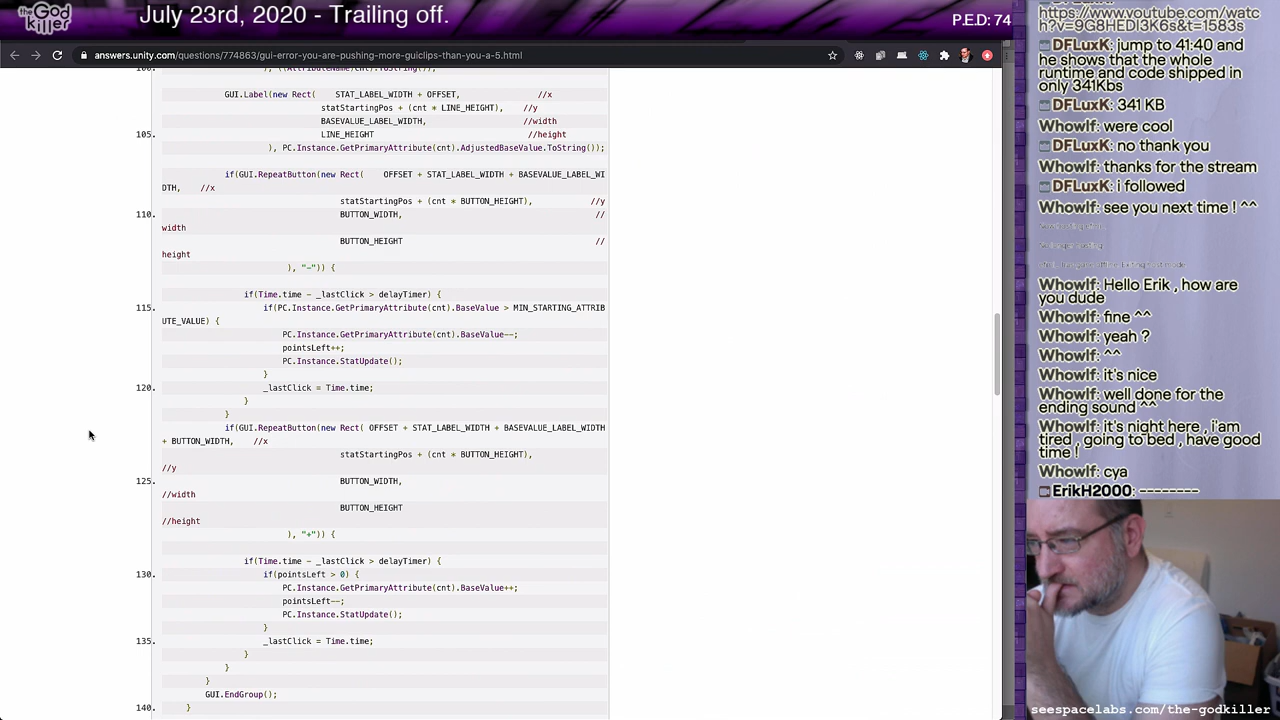 the God killer
July 23rd, 2020 - Trailing off.
P.ED: 74
answers.unity.com/questions/774863/gui-error-you-are-pushing-more-guiclips-than-you-a-5.html
GUI.Label(new Rect( STAT_LABEL_WIDTH + OFFSET, //x
statStartingPos + (cnt * LINE_HEIGHT), //y
BASEVALUE_LABEL_WIDTH, //width
105. LINE_HEIGHT //height
), PC.Instance.GetPrimaryAttribute(cnt).AdjustedBaseValue.ToString());
if(GUI.RepeatButton(new Rect( OFFSET + STAT_LABEL_WIDTH + BASEVALUE_LABEL_WI
DTH, //x
statStartingPos + (cnt * BUTTON_HEIGHT), //y
110. BUTTON_WIDTH, //
width
BUTTON_HEIGHT //
height
), "-")) {
if(Time.time - _lastClick > delayTimer) {
115. if(PC.Instance.GetPrimaryAttribute(cnt).BaseValue > MIN_STARTING_ATTRIB
UTE_VALUE) {
PC.Instance.GetPrimaryAttribute(cnt).BaseValue--;
pointsLeft++;
PC.Instance.StatUpdate();
}
120. _lastClick = Time.time;
}
}
if(GUI.RepeatButton(new Rect( OFFSET + STAT_LABEL_WIDTH + BASEVALUE_LABEL_WIDTH
+ BUTTON_WIDTH, //x
statStartingPos + (cnt * BUTTON_HEIGHT),
//y
125. BUTTON_WIDTH,
//width
BUTTON_HEIGHT
//height
), "+")) {
if(Time.time - _lastClick > delayTimer) {
130. if(pointsLeft > 0) {
PC.Instance.GetPrimaryAttribute(cnt).BaseValue++;
pointsLeft--;
PC.Instance.StatUpdate();
}
135. _lastClick = Time.time;
}
}
}
GUI.EndGroup();
140. }
https://www.youtube.com/watc
h?v=9G8HEDI3K6s&t=1583s
DFLuxK: jump to 41:40 and
he shows that the whole
runtime and code shipped in
only 341Kbs
DFLuxK: 341 KB
Whowlf: were cool
DFLuxK: no thank you
Whowlf: thanks for the stream
DFLuxK: i followed
Whowlf: see you next time ! ^^
Whowlf: Hello Erik , how are
you dude
Whowlf: fine ^^
Whowlf: yeah ?
Whowlf: ^^
Whowlf: it's nice
Whowlf: well done for the
ending sound ^^
Whowlf: it's night here , i'am
tired , going to bed , have good
time !
Whowlf: cya
ErikH2000: --------
seespacelabs.com/the-godkiller